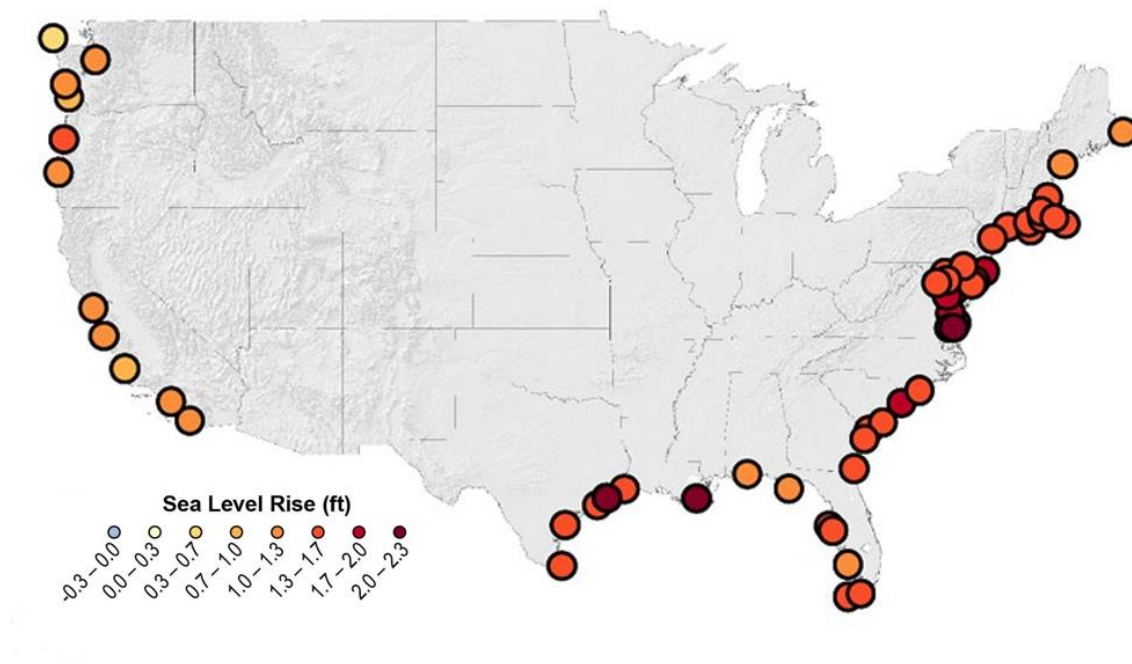 Sea Level Rise (ft)
-0.3 – 0.0
0.0 – 0.3
0.3 – 0.7
0.7 – 1.0
1.0 – 1.3
1.3 – 1.7
1.7 – 2.0
2.0 – 2.3